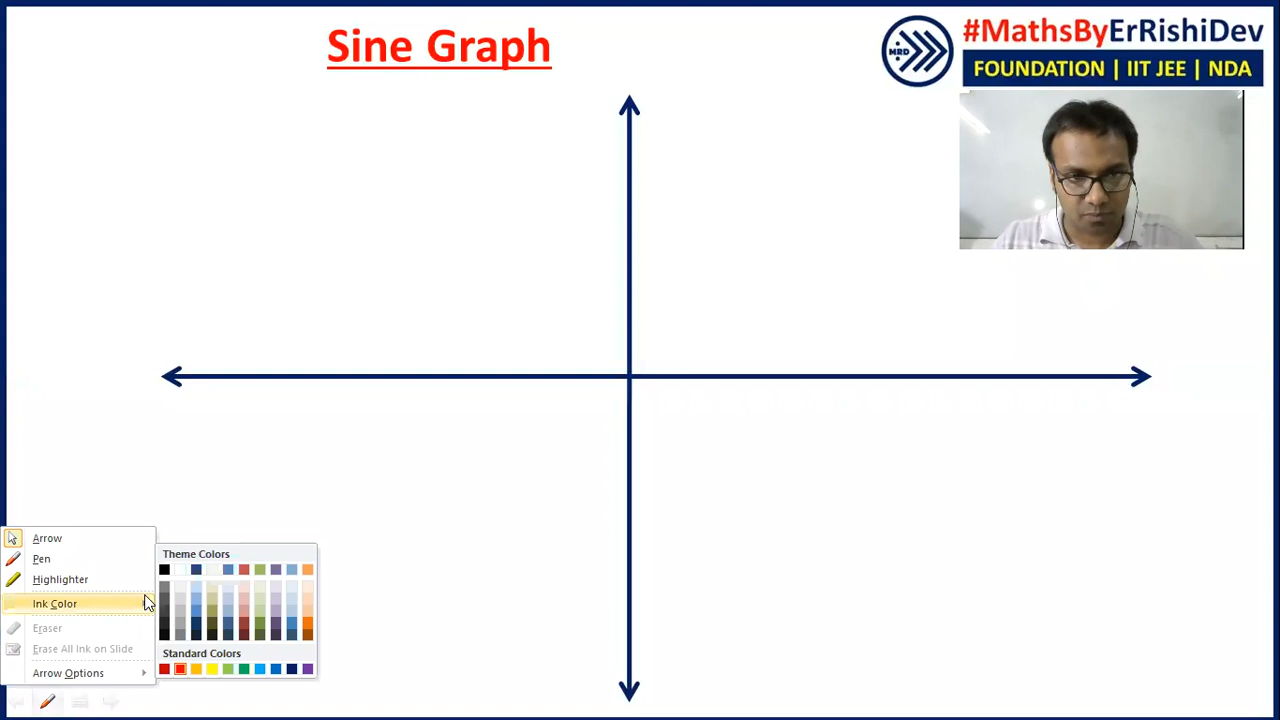 Sine Graph
#MathsByErRishiDev
MRD
FOUNDATION | IIT JEE | NDA
Arrow
Pen
Highlighter
Ink Color
Eraser
Erase All Ink on Slide
Arrow Options
Theme Colors
Standard Colors